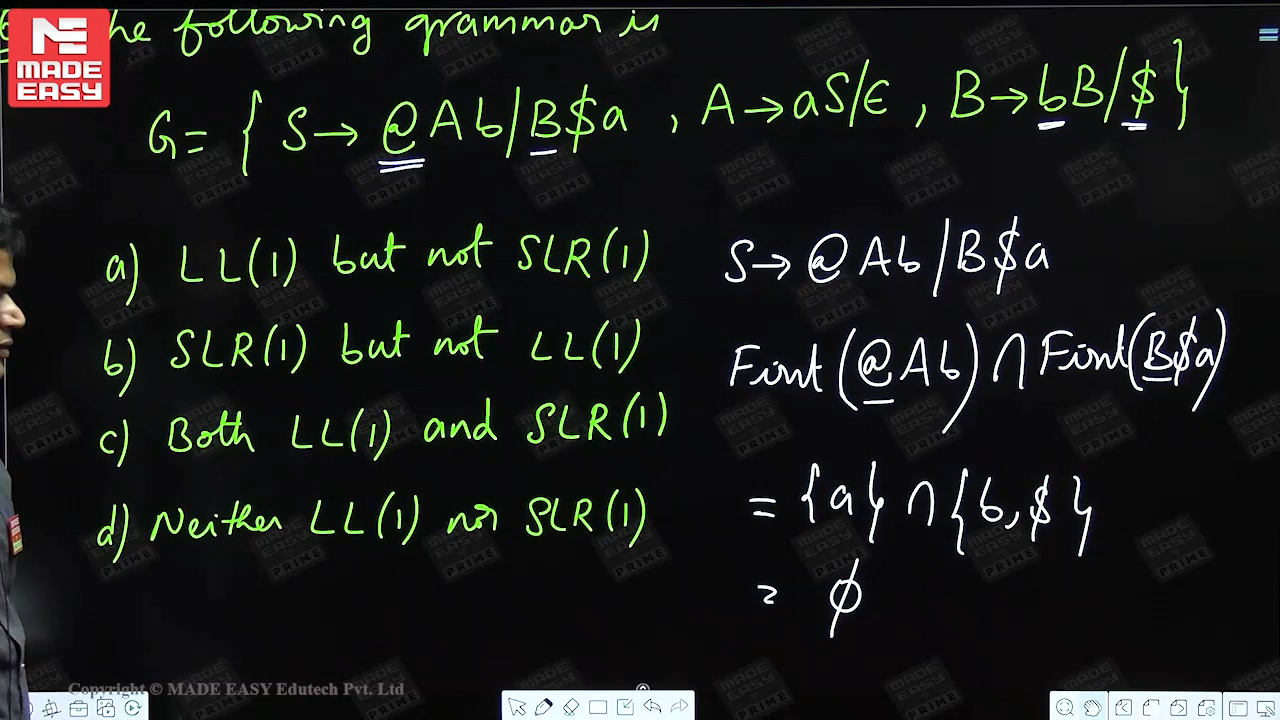 MADE EASY
the following grammar is
G = { S → @Ab/B$a , A → aS/ϵ , B → bB/$ }
a) LL(1) but not SLR(1)
b) SLR(1) but not LL(1)
c) Both LL(1) and SLR(1)
d) Neither LL(1) nor SLR(1)
S → @Ab/B$a
First (@Ab) ∩ First (B$a)
= {a} ∩ {b,$}
= ϕ
Copyright © MADE EASY Edutech Pvt. Ltd